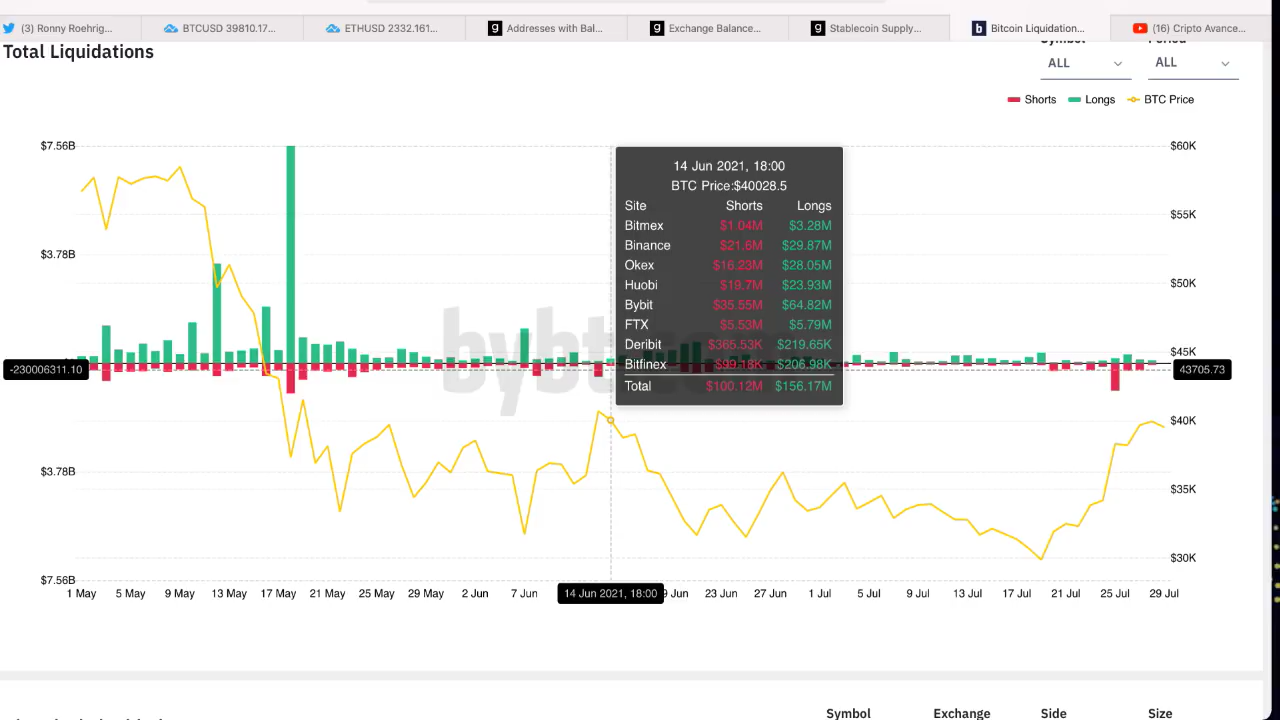 (3) Ronny Roehrig... BTCUSD 39810.17... ETHUSD 2332.161... Addresses with Bal... Exchange Balance... Stablecoin Supply... Bitcoin Liquidation... (16) Cripto Avance...
Total Liquidations
Symbol Period
ALL ALL
Shorts Longs BTC Price
$7.56B $60K
14 Jun 2021, 18:00
BTC Price:$40028.5
Site Shorts Longs
$55K
Bitmex $1.04M $3.28M
Binance $21.6M $29.87M
$3.78B
Okex $16.23M $28.05M
$50K
Huobi $19.7M $23.93M
Bybit $35.55M $64.82M
FTX $5.53M $5.79M
Deribit $365.53K $219.65K
$45K
Bitfinex $99.18K $206.98K
-230006311.10 43705.73
Total $100.12M $156.17M
$40K
$3.78B
$35K
$30K
$7.56B
1 May 5 May 9 May 13 May 17 May 21 May 25 May 29 May 2 Jun 7 Jun 14 Jun 2021, 18:00 9 Jun 23 Jun 27 Jun 1 Jul 5 Jul 9 Jul 13 Jul 17 Jul 21 Jul 25 Jul 29 Jul
Symbol Exchange Side Size